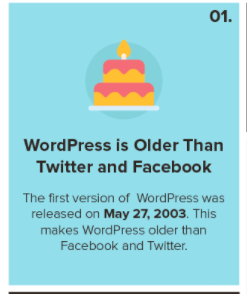 01.
WordPress is Older Than
Twitter and Facebook
The first version of WordPress was
released on May 27, 2003. This
makes WordPress older than
Facebook and Twitter.